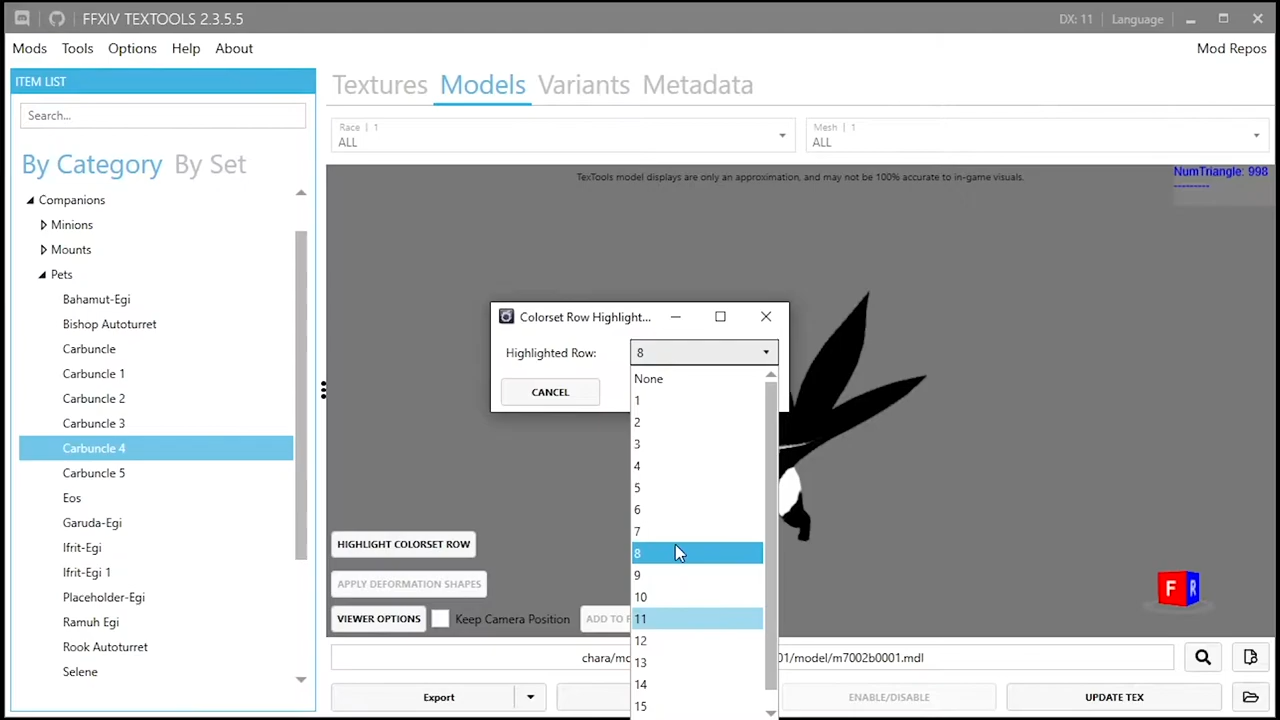 FFXIV TEXTOOLS 2.3.5.5
DX: 11
Language
Mods
Tools
Options
Help
About
Mod Repos
ITEM LIST
Search...
By Category
By Set
Companions
Minions
Mounts
Pets
Bahamut-Egi
Bishop Autoturret
Carbuncle
Carbuncle 1
Carbuncle 2
Carbuncle 3
Carbuncle 4
Carbuncle 5
Eos
Garuda-Egi
Ifrit-Egi
Ifrit-Egi 1
Placeholder-Egi
Ramuh Egi
Rook Autoturret
Selene
Textures
Models
Variants
Metadata
Race | 1
ALL
Mesh | 1
ALL
TexTools model displays are only an approximation, and may not be 100% accurate to in-game visuals.
NumTriangle: 998
---------
Colorset Row Highlight...
Highlighted Row:
8
CANCEL
None
1
2
3
4
5
6
7
8
9
10
11
12
13
14
15
HIGHLIGHT COLORSET ROW
APPLY DEFORMATION SHAPES
VIEWER OPTIONS
Keep Camera Position
ADD TO F
F
R
chara/mo
01/model/m7002b0001.mdl
Export
ENABLE/DISABLE
UPDATE TEX